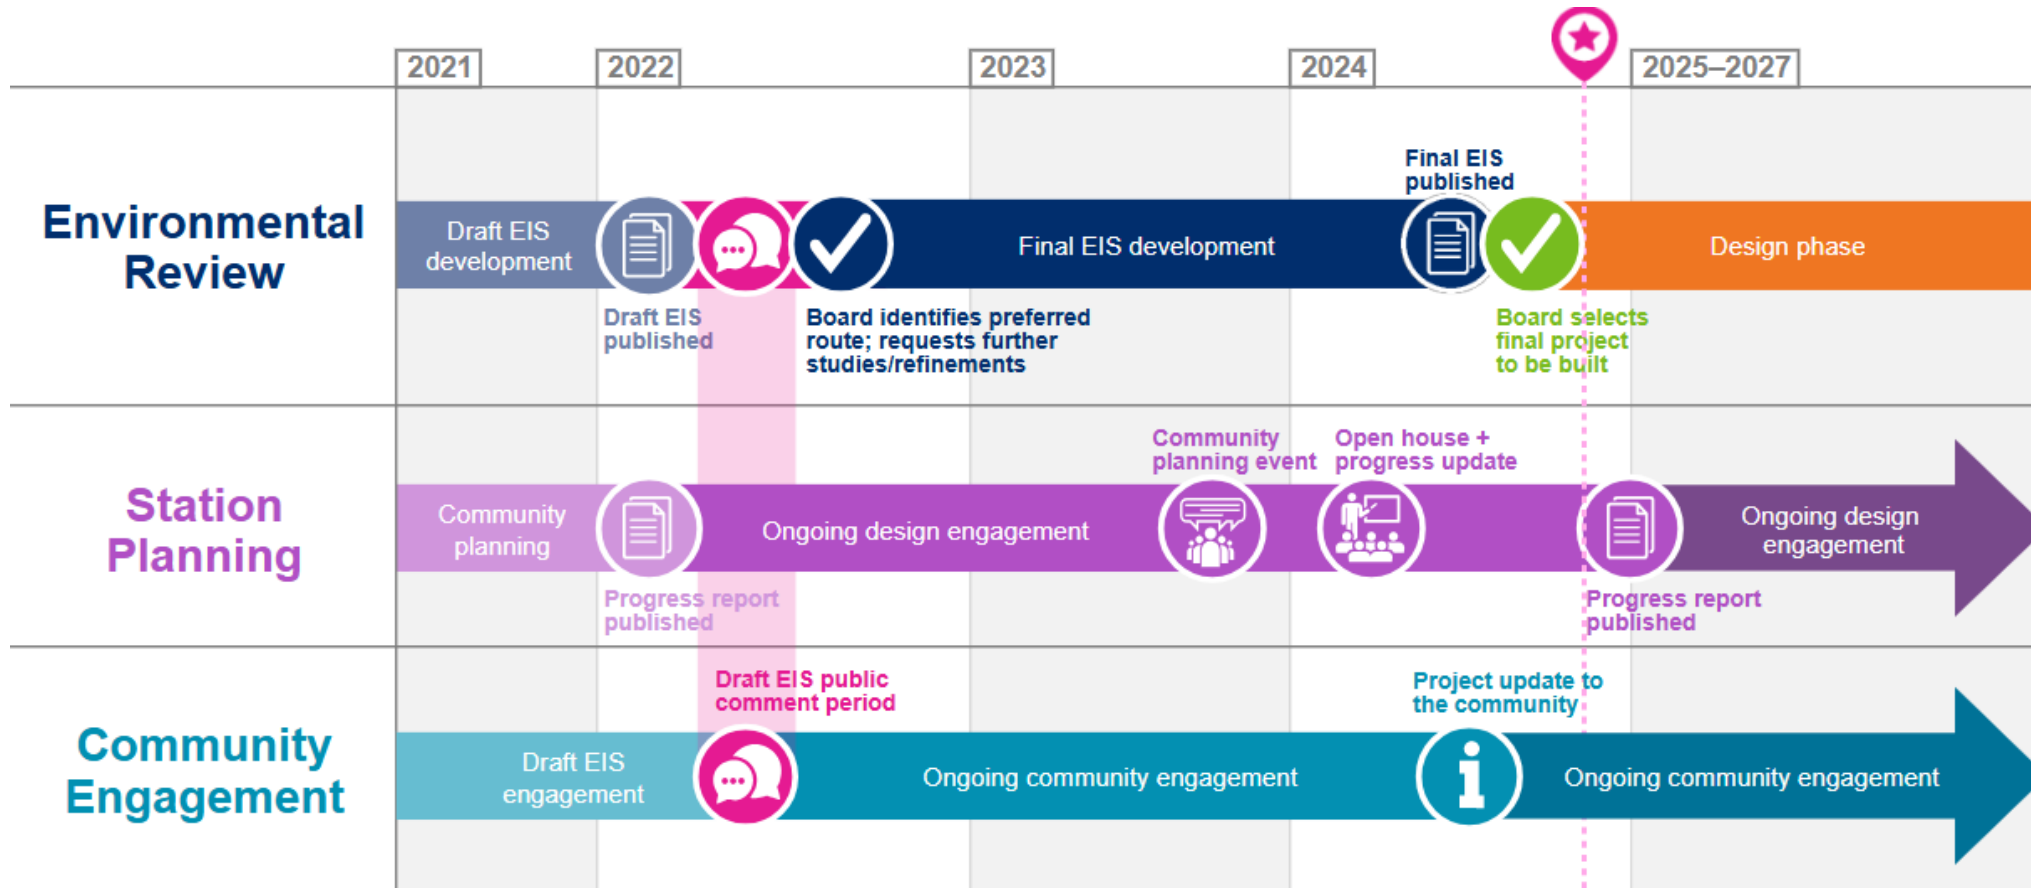 2021
2022
2023
2024
2025–2027
Environmental
Review
Draft EIS
development
Final EIS development
Final EIS
published
Design phase
Draft EIS
published
Board identifies preferred
route; requests further
studies/refinements
Board selects
final project
to be built
Station
Planning
Community
planning
Ongoing design engagement
Community
planning event
Open house +
progress update
Ongoing design
engagement
Progress report
published
Progress report
published
Community
Engagement
Draft EIS public
comment period
Project update to
the community
Draft EIS
engagement
Ongoing community engagement
Ongoing community engagement